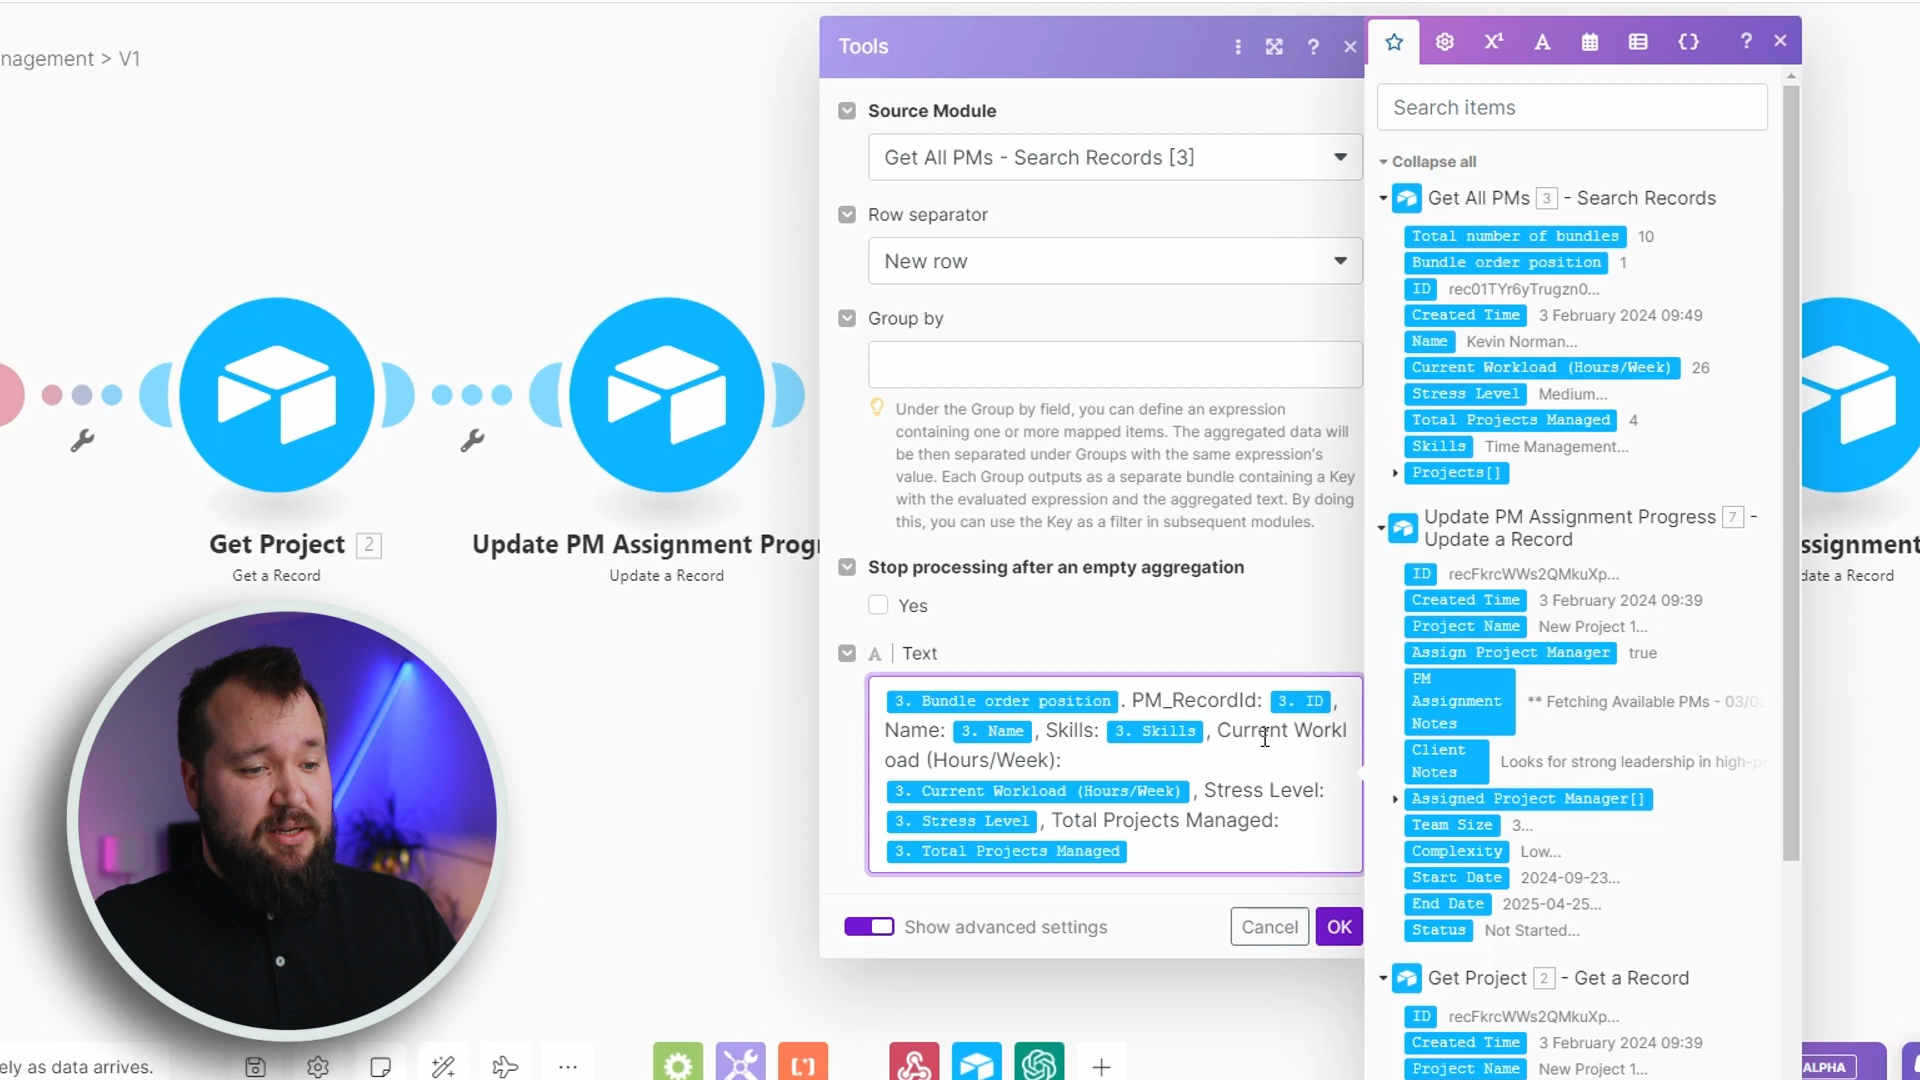 nagement > V1
Get Project 2
Get a Record
Update PM Assignment Progr
Update a Record
ely as data arrives.
Tools
Source Module
Get All PMs - Search Records [3]
Row separator
New row
Group by
Under the Group by field, you can define an expression
containing one or more mapped items. The aggregated data will
be then separated under Groups with the same expression's
value. Each Group outputs as a separate bundle containing a Key
with the evaluated expression and the aggregated text. By doing
this, you can use the Key as a filter in subsequent modules.
Stop processing after an empty aggregation
Yes
A | Text
3. Bundle order position . PM_RecordId: 3. ID ,
Name: 3. Name , Skills: 3. Skills , Current Workl
oad (Hours/Week):
3. Current Workload (Hours/Week) , Stress Level:
3. Stress Level , Total Projects Managed:
3. Total Projects Managed
Show advanced settings
Cancel
OK
Search items
Collapse all
Get All PMs 3 - Search Records
Total number of bundles 10
Bundle order position 1
ID rec01TYr6yTrugzn0...
Created Time 3 February 2024 09:49
Name Kevin Norman...
Current Workload (Hours/Week) 26
Stress Level Medium...
Total Projects Managed 4
Skills Time Management...
Projects[]
Update PM Assignment Progress 7 -
Update a Record
ID recFkrcWWs2QMkuXp...
Created Time 3 February 2024 09:39
Project Name New Project 1...
Assign Project Manager true
PM
Assignment ** Fetching Available PMs - 03/0
Notes
Client
Notes Looks for strong leadership in high-p
Assigned Project Manager[]
Team Size 3...
Complexity Low...
Start Date 2024-09-23...
End Date 2025-04-25...
Status Not Started...
Get Project 2 - Get a Record
ID recFkrcWWs2QMkuXp...
Created Time 3 February 2024 09:39
Project Name New Project 1...
ssignment
date a Record
ALPHA